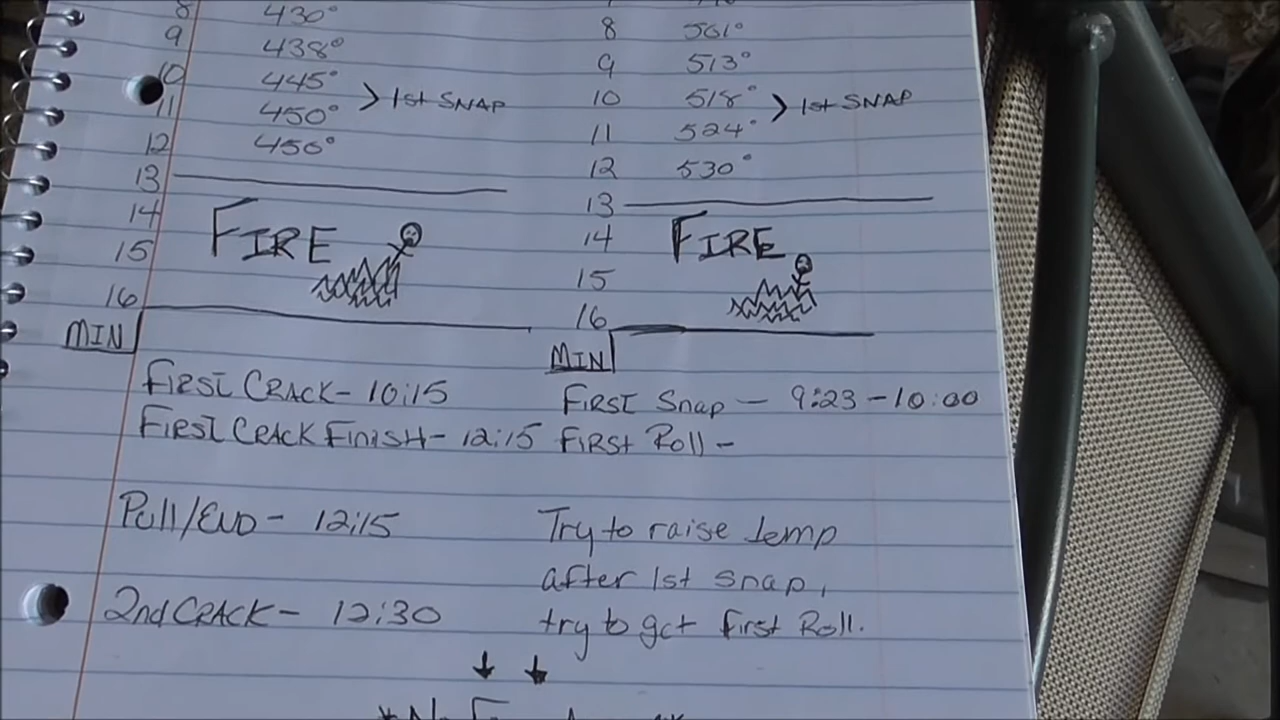 8 430°
9 438°
10 445°
11 450° > 1st SNAP
12 450°
13
14 FIRE
15
16
MIN
FIRST CRACK - 10:15
FIRST CRACK FINISH - 12:15
Pull/END - 12:15
2nd CRACK - 12:30
8 561°
9 513°
10 518° > 1st SNAP
11 524°
12 530°
13
14 FIRE
15
16
MIN
FIRST Snap - 9:23 - 10:00
FIRST Roll -
Try to raise temp
after 1st snap,
try to get First Roll.